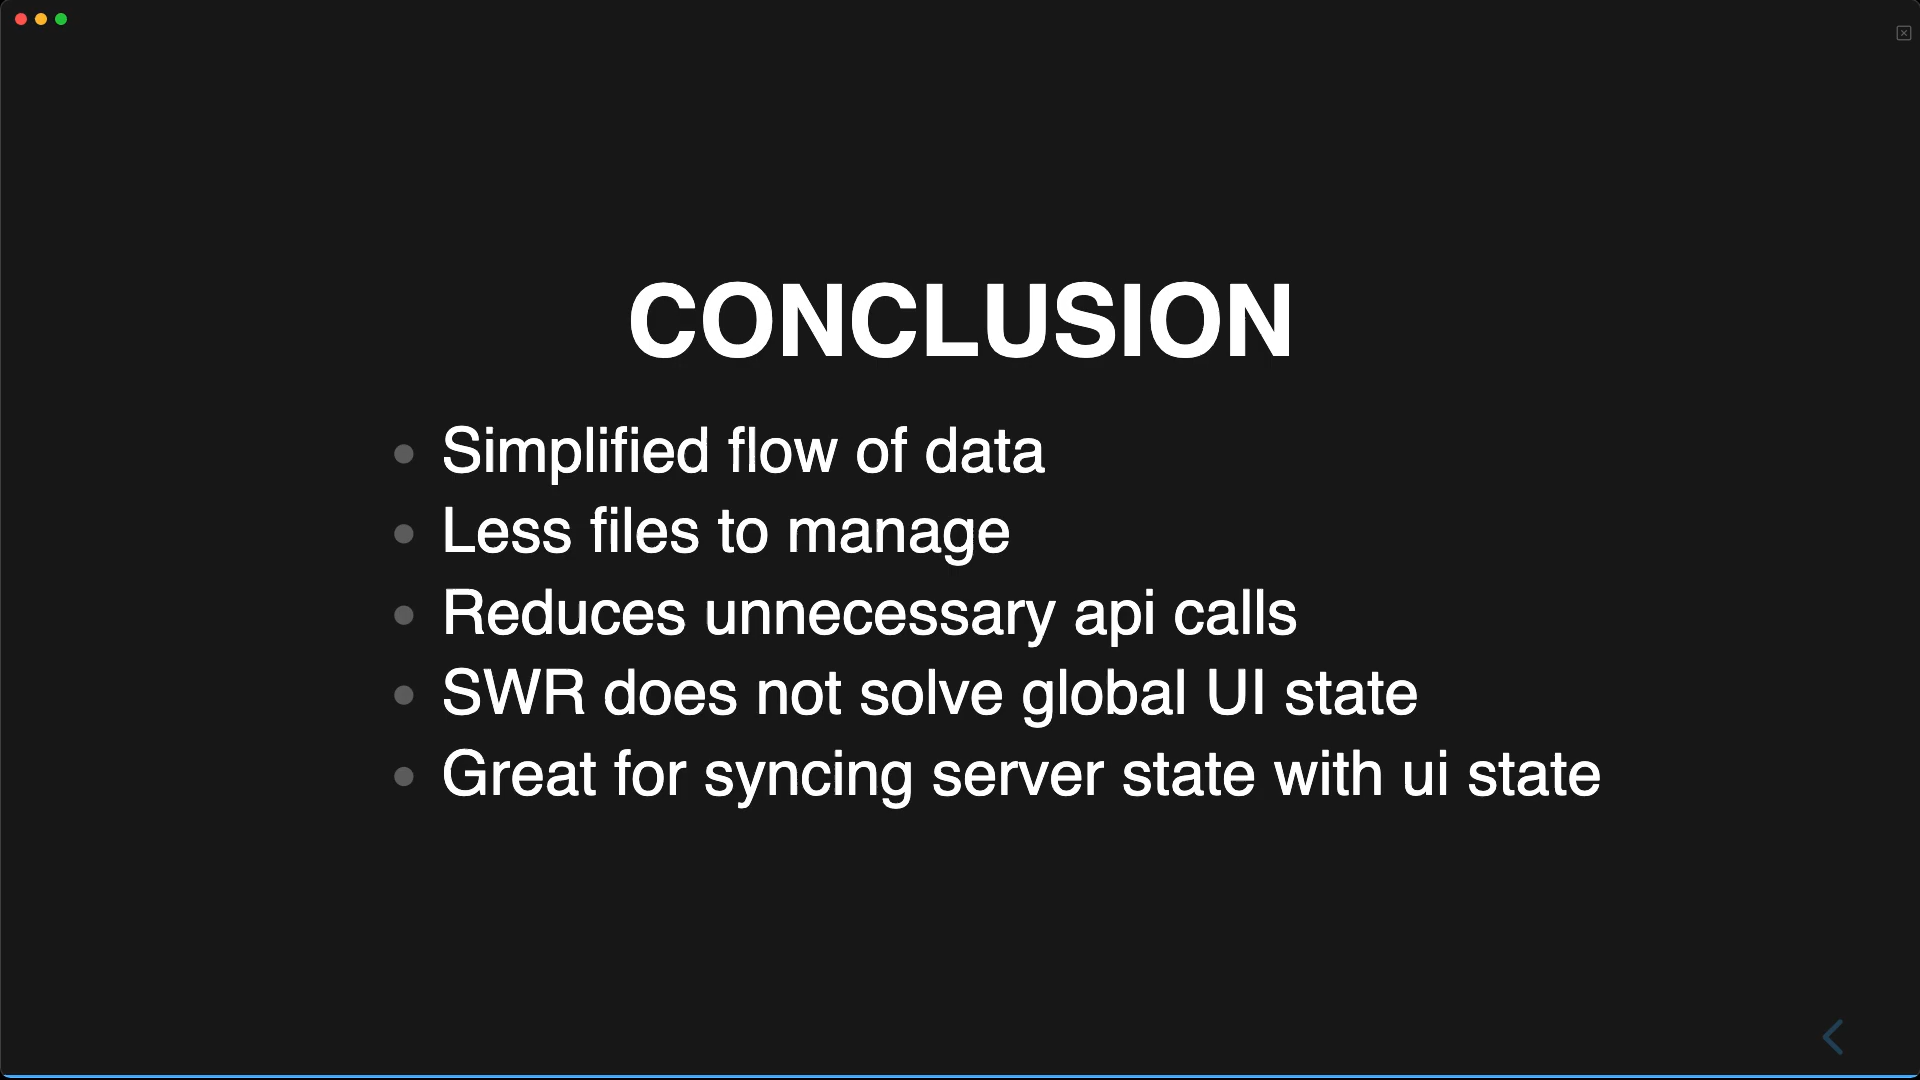 CONCLUSION
Simplified flow of data
Less files to manage
Reduces unnecessary api calls
SWR does not solve global UI state
Great for syncing server state with ui state